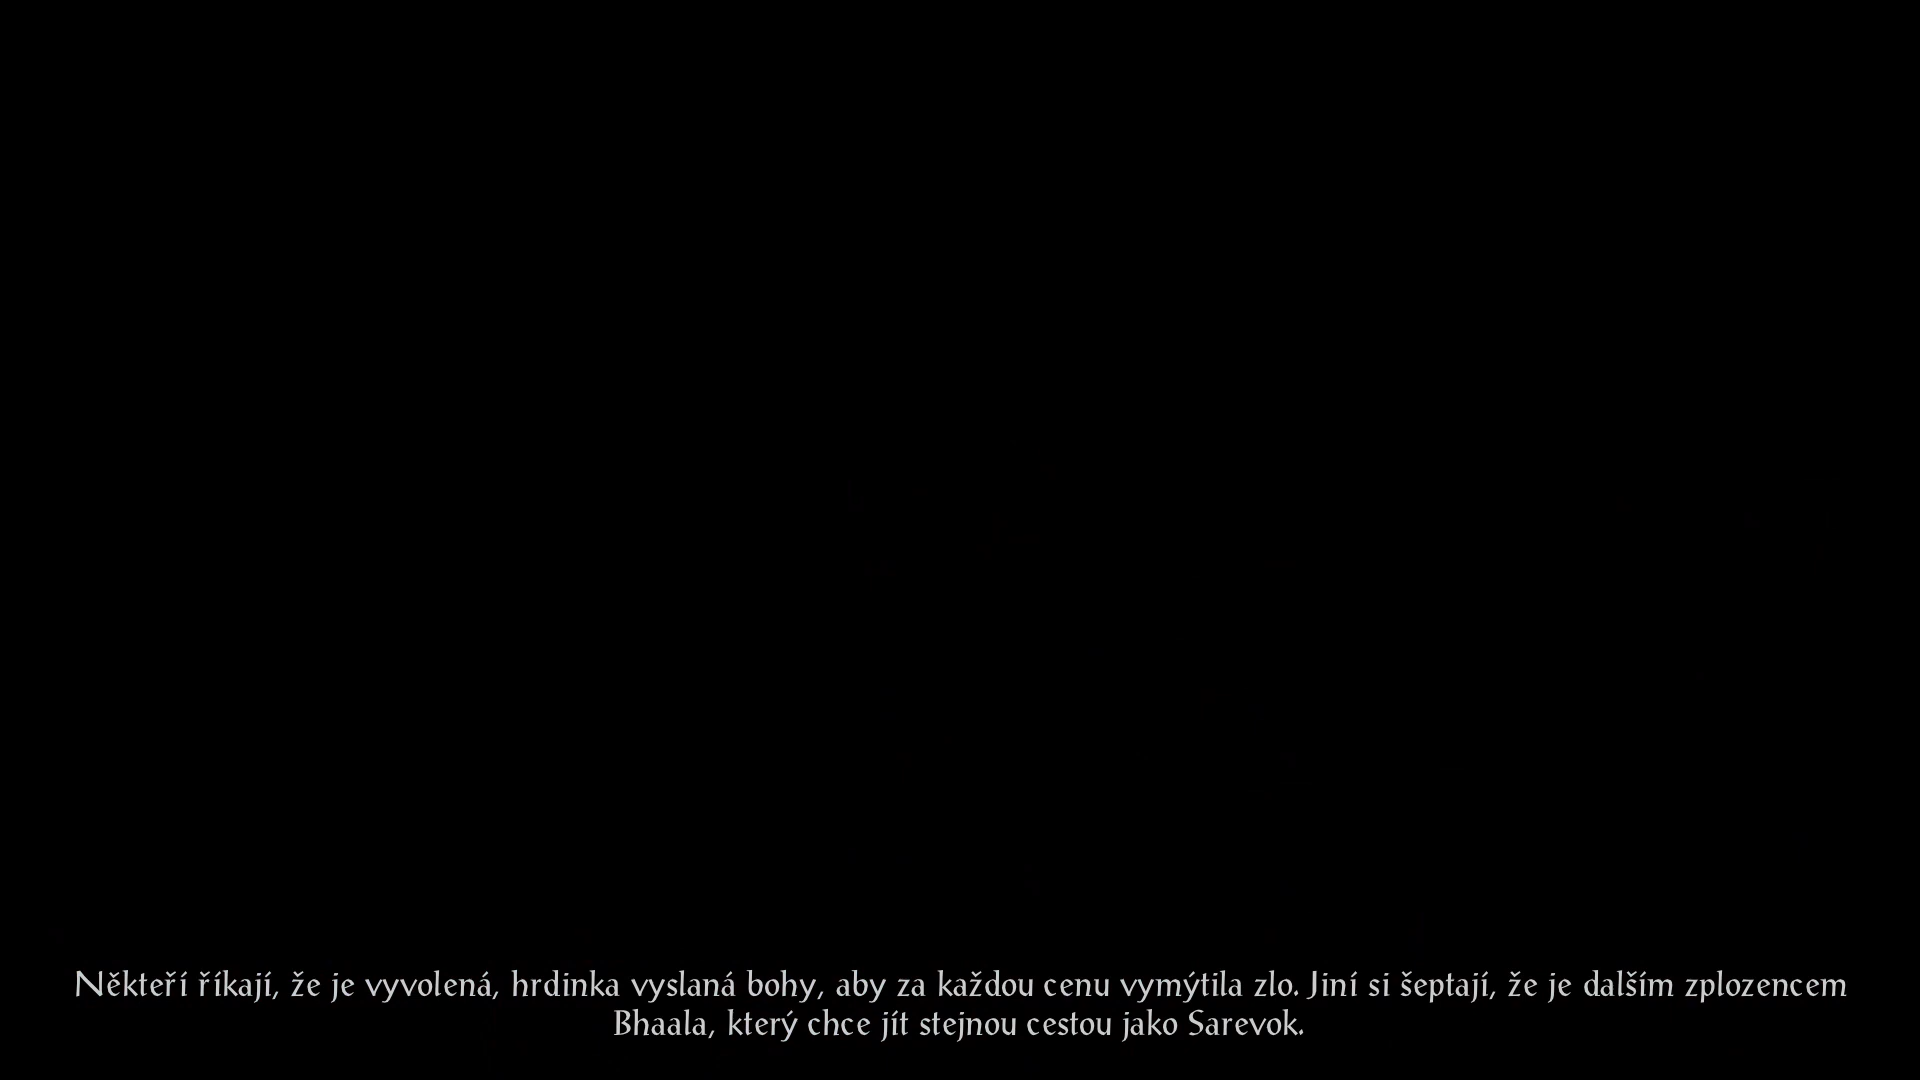 Někteří říkají, že je vyvolená, hrdinka vyslaná bohy, aby za každou cenu vymýtila zlo. Jiní si šeptají, že je dalším zplozencem
Bhaala, který chce jít stejnou cestou jako Sarevok.